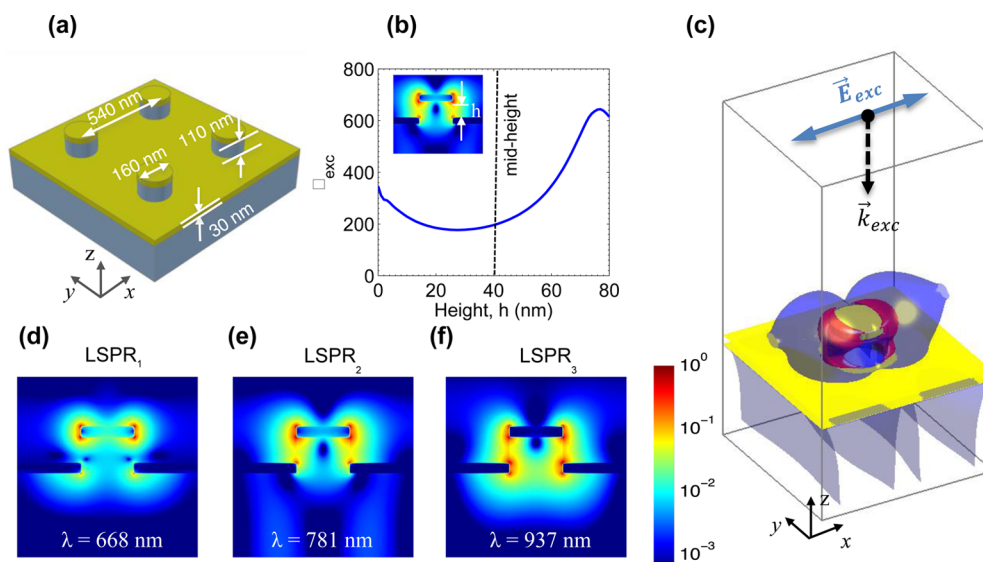 (a)
540 nm
110 nm
160 nm
30 nm
z
y
x
(b)
800
600
400
200
0
□exc
h
mid-height
0
20
40
60
80
Height, h (nm)
(c)
E⃗exc
k⃗exc
z
y
x
(d)
LSPR1
λ = 668 nm
(e)
LSPR2
λ = 781 nm
(f)
LSPR3
λ = 937 nm
10^0
10^-1
10^-2
10^-3